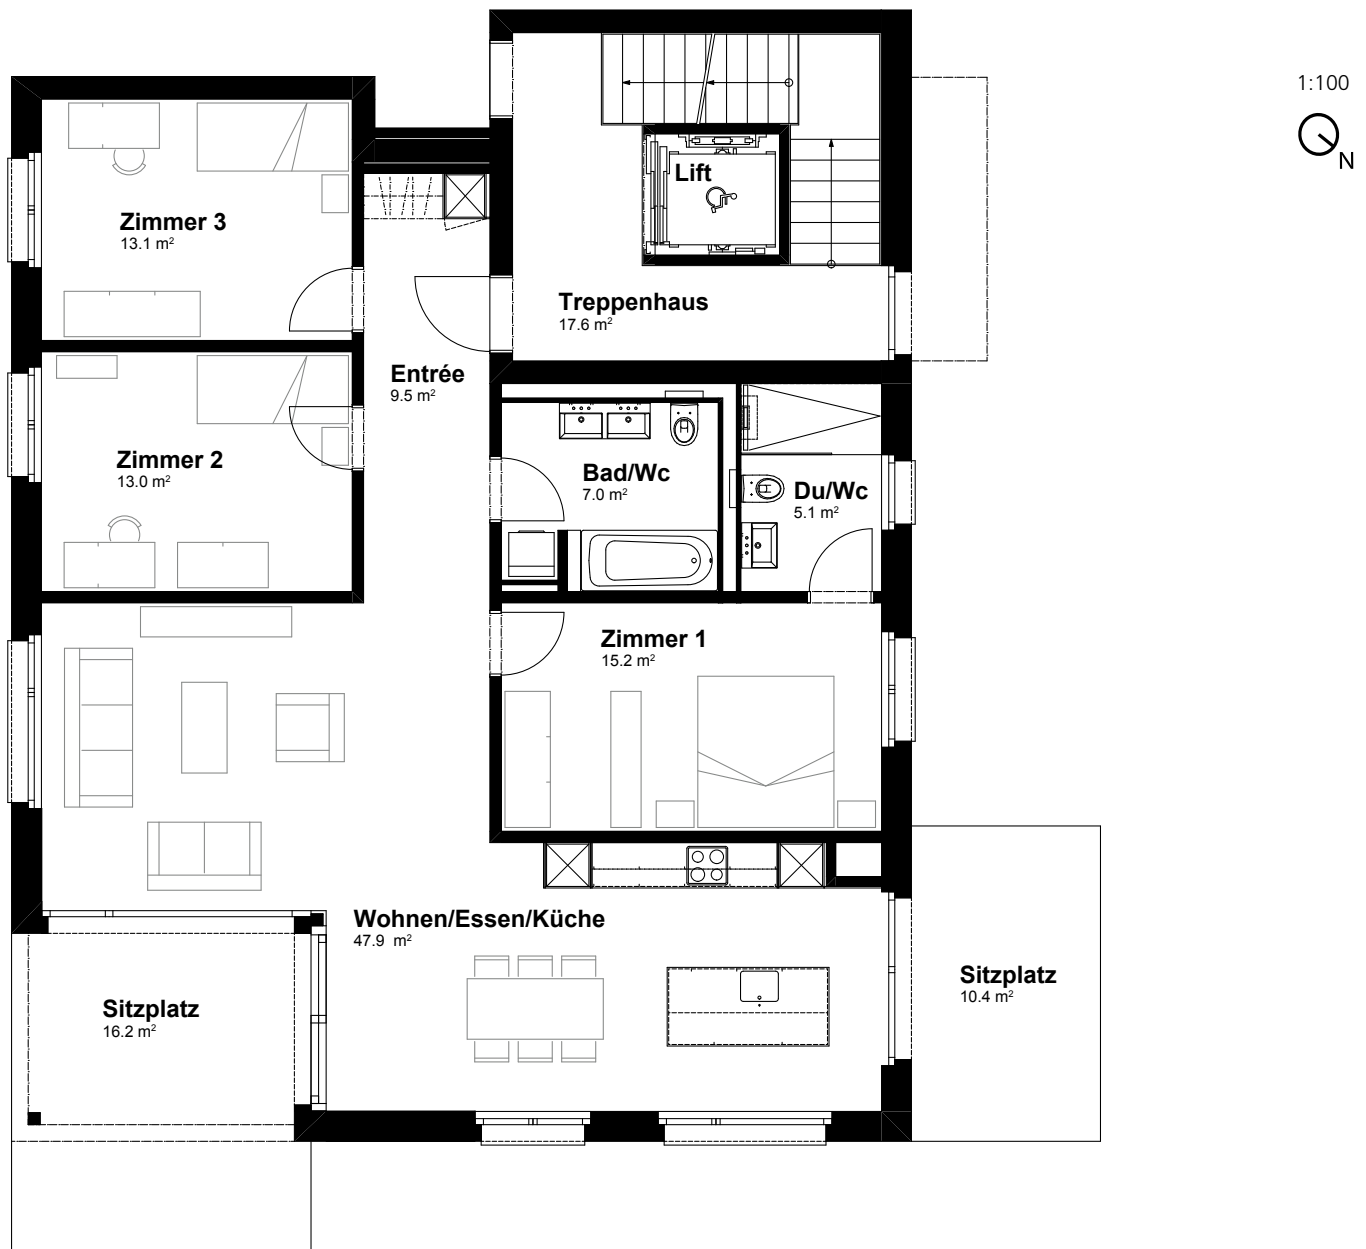 1:100
N
Lift
Zimmer 3
13.1 m²
Treppenhaus
17.6 m²
Entrée
9.5 m²
Zimmer 2
13.0 m²
Bad/Wc
7.0 m²
Du/Wc
5.1 m²
Zimmer 1
15.2 m²
Wohnen/Essen/Küche
47.9 m²
Sitzplatz
16.2 m²
Sitzplatz
10.4 m²